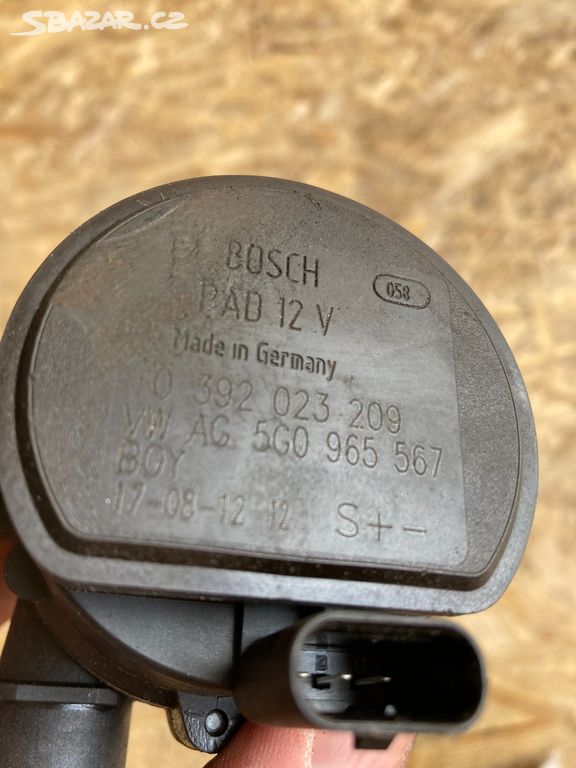 SBAZAR.CZ
BOSCH
058
PAD 12 V
Made in Germany
0 392 023 209
VW AG 5G0 965 567
BOY
17-08-12 12
S+-